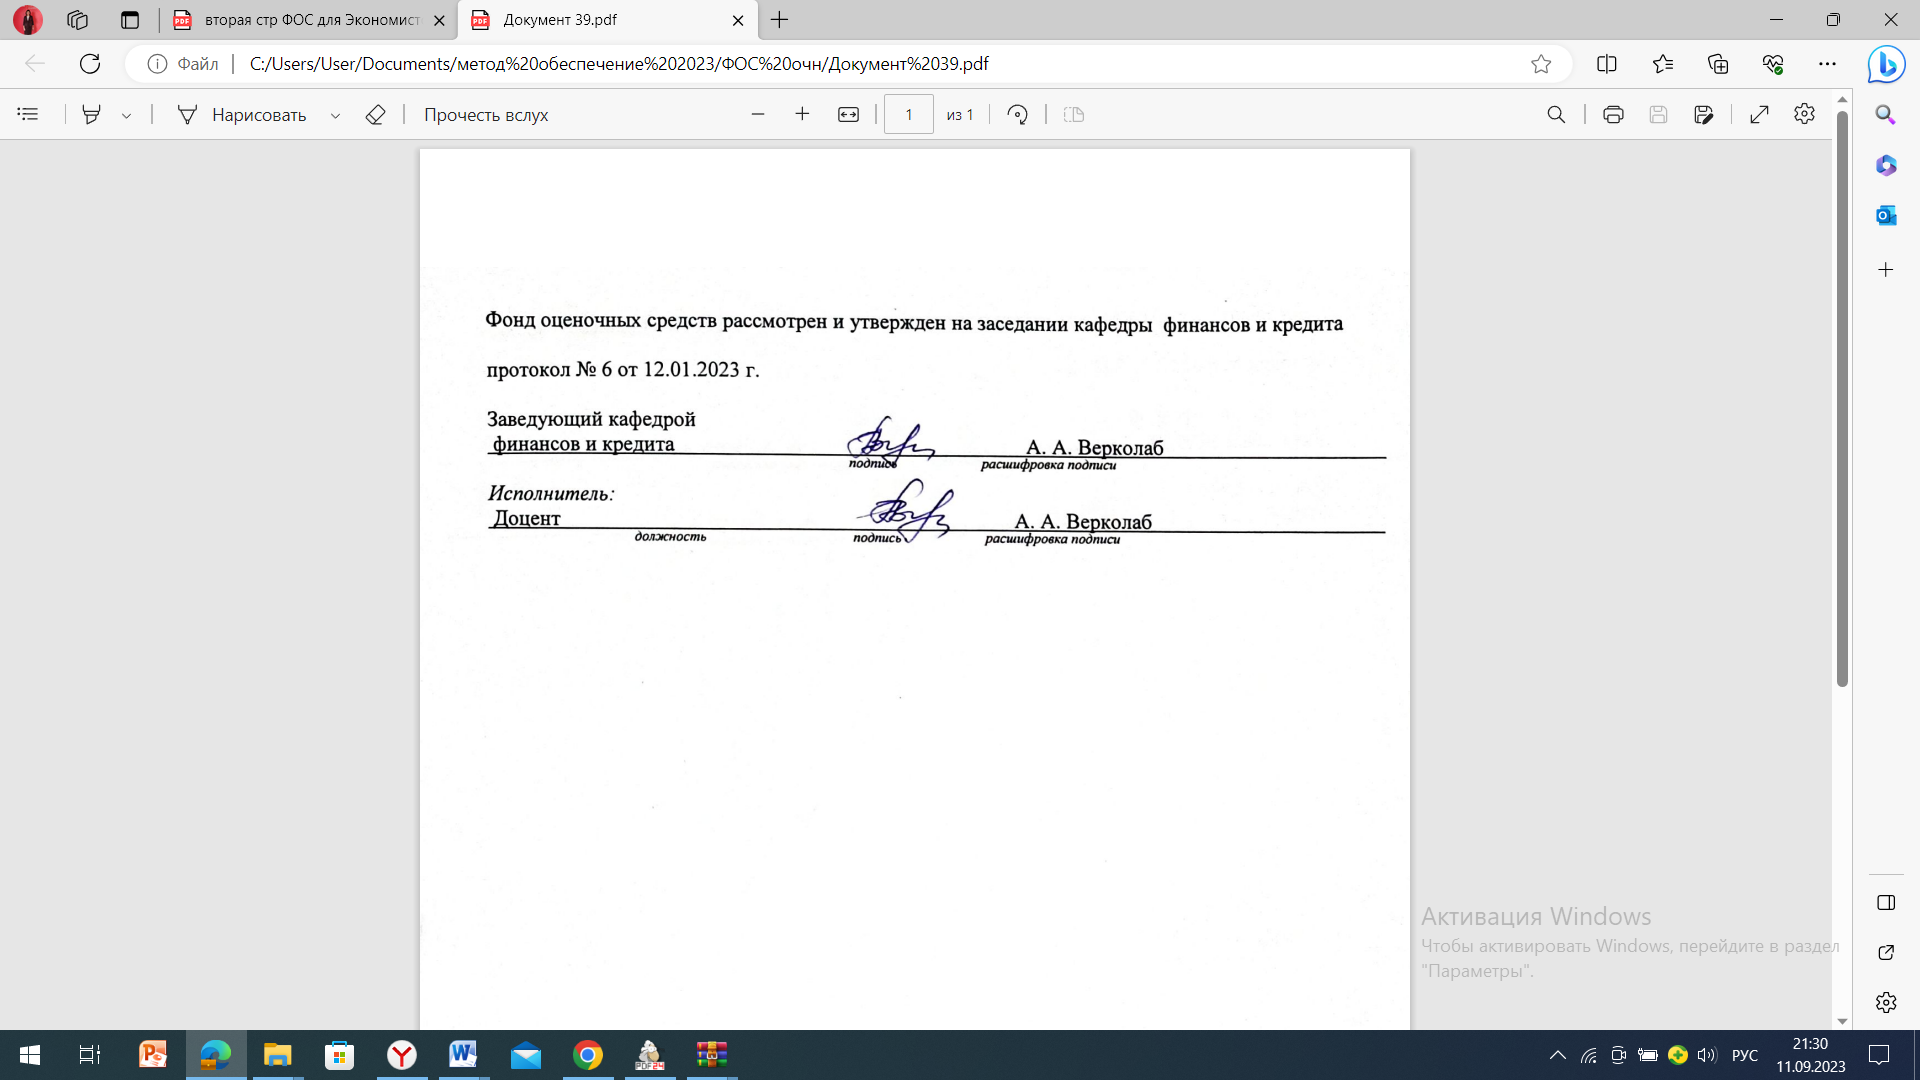 вторая стр ФОС для Экономист
Документ 39.pdf
Файл
C:/Users/User/Documents/метод%20обеспечение%202023/ФОС%20очн/Документ%2039.pdf
Нарисовать
Прочесть вслух
1
из 1
Фонд оценочных средств рассмотрен и утвержден на заседании кафедры финансов и кредита
протокол № 6 от 12.01.2023 г.
Заведующий кафедрой
финансов и кредита А. А. Верколаб
подпись расшифровка подписи
Исполнитель:
Доцент А. А. Верколаб
должность подпись расшифровка подписи
Активация Windows
Чтобы активировать Windows, перейдите в раздел
"Параметры".
PDF24
РУС
21:30
11.09.2023